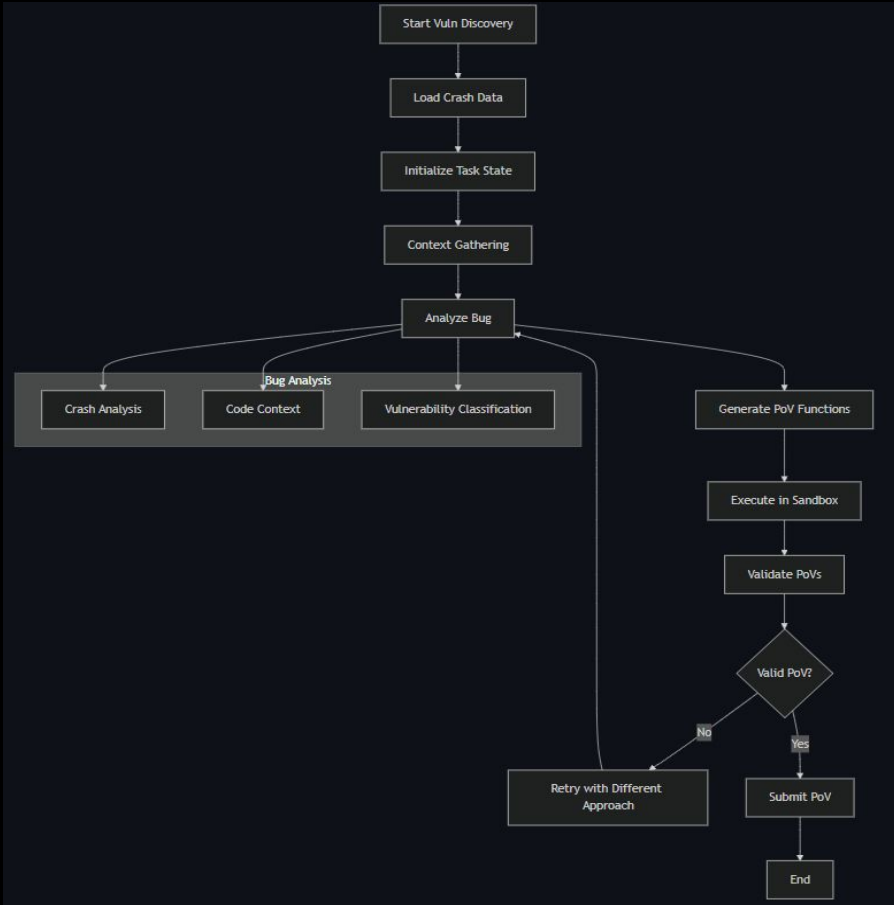 Start Vuln Discovery
Load Crash Data
Initialize Task State
Context Gathering
Analyze Bug
Bug Analysis
Crash Analysis
Code Context
Vulnerability Classification
Generate PoV Functions
Execute in Sandbox
Validate PoVs
Valid PoV?
No
Yes
Retry with Different
Approach
Submit PoV
End